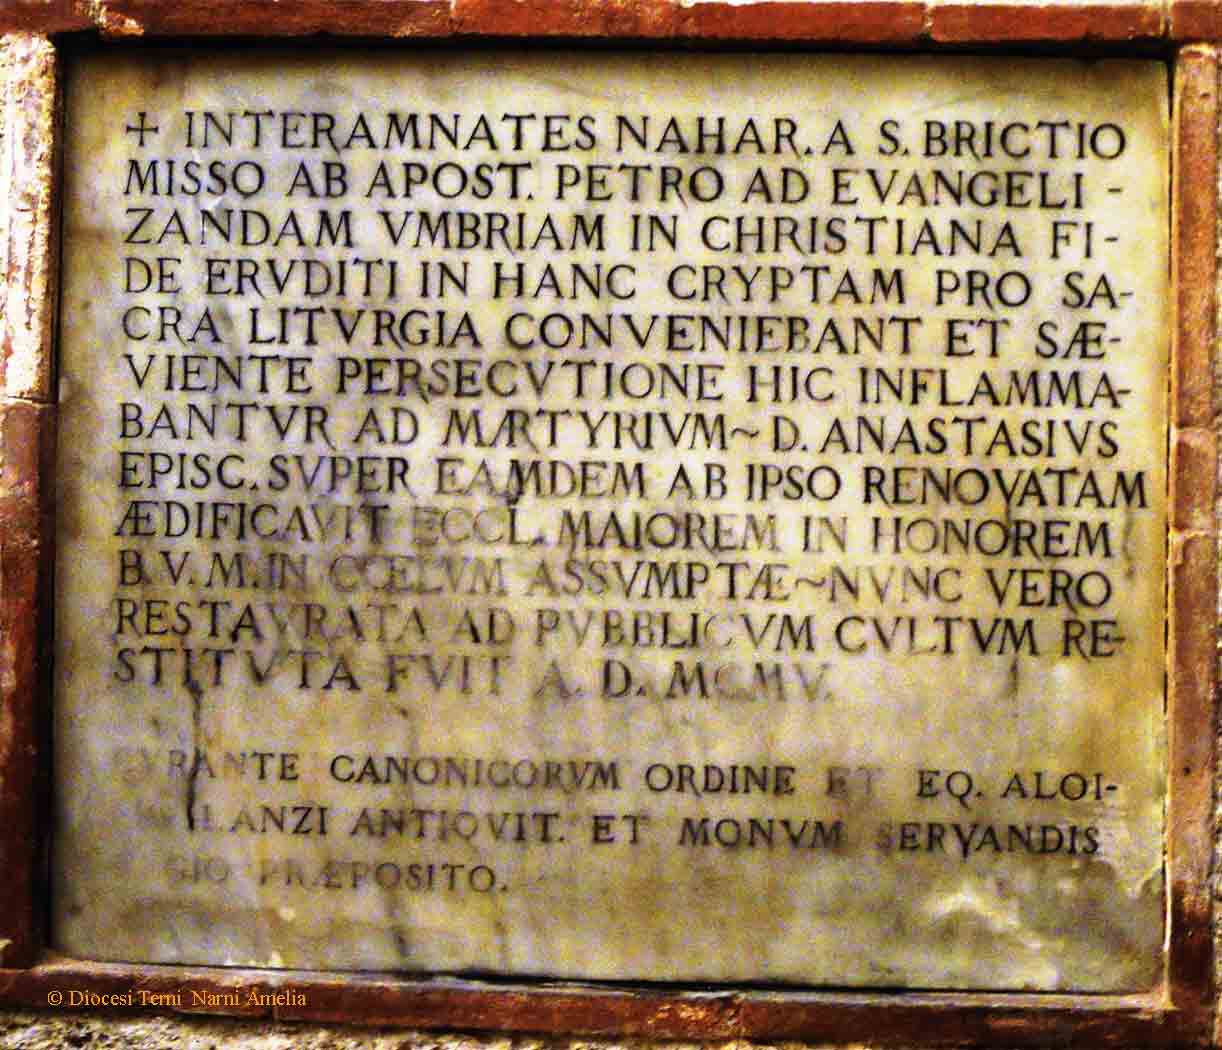 + INTERAMNATES NAHAR. A S. BRICTIO
MISSO AB APOST. PETRO AD EVANGELI-
ZANDAM VMBRIAM IN CHRISTIANA FI-
DE ERVDITI IN HANC CRYPTAM PRO SA-
CRA LITVRGIA CONVENIEBANT ET SÆ-
VIENTE PERSECVTIONE HIC INFLAMMA-
BANTVR AD MÆRTYRIVM~ D. ANASTASIVS
EPISC. SVPER EAMDEM AB IPSO RENOVATAM
ÆDIFICAVIT ECCL. MAIOREM IN HONOREM
B. V. M. IN CŒLVM ASSVMPTÆ~ NVNC VERO
RESTAVRATA AD PVBBLICVM CVLTVM RE-
STITVTA FVIT A. D. MCMV.
CVRANTE CANONICORVM ORDINE ET EQ. ALOI-
ANTIQVIT. ET MONVM SERVANDIS
PRÆPOSITO.
© Diocesi Terni Narni Amelia